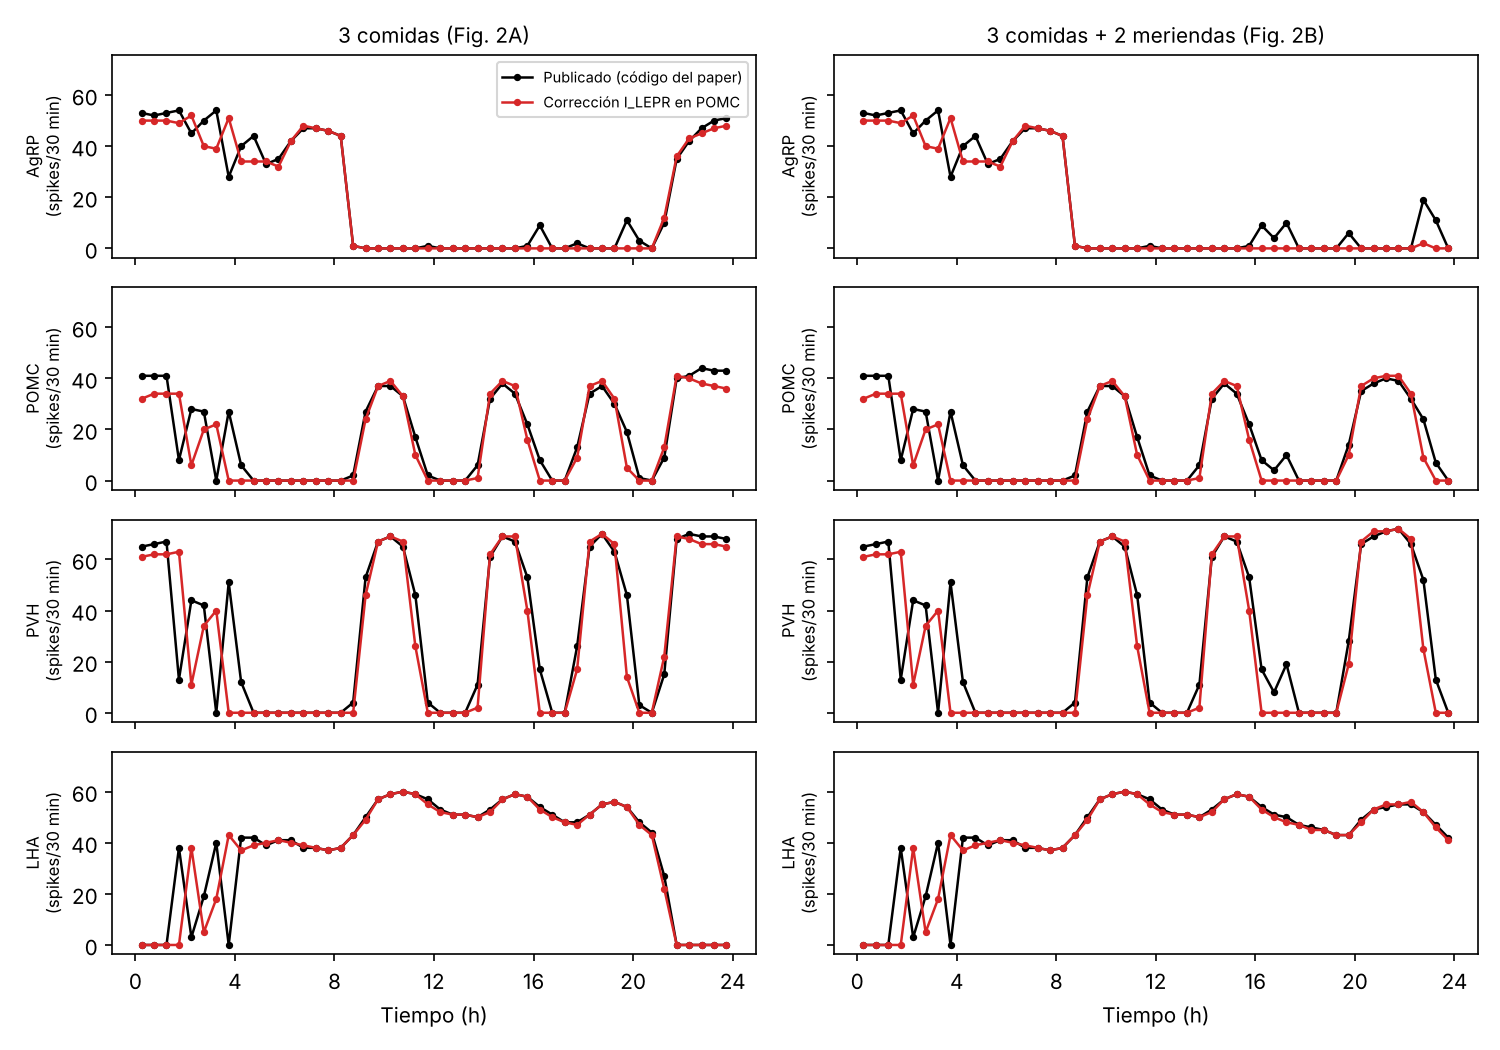 3 comidas (Fig. 2A)
3 comidas + 2 meriendas (Fig. 2B)
Publicado (código del paper)
Corrección I_LEPR en POMC
AgRP
(spikes/30 min)
60
40
20
0
AgRP
(spikes/30 min)
POMC
(spikes/30 min)
60
40
20
0
POMC
(spikes/30 min)
PVH
(spikes/30 min)
60
40
20
0
PVH
(spikes/30 min)
LHA
(spikes/30 min)
60
40
20
0
LHA
(spikes/30 min)
0 4 8 12 16 20 24
0 4 8 12 16 20 24
Tiempo (h)
Tiempo (h)